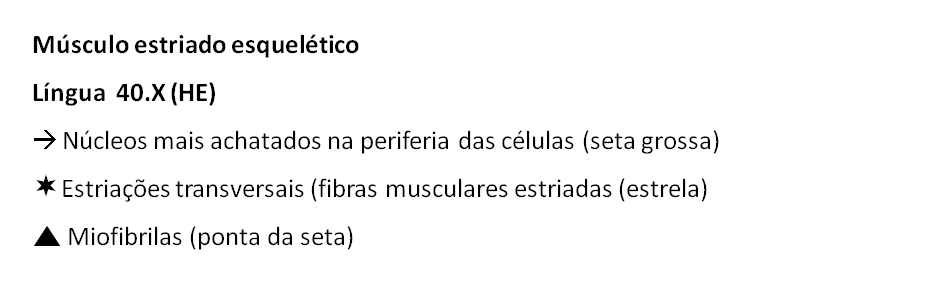 Músculo estriado esquelético
Língua 40.X (HE)
→ Núcleos mais achatados na periferia das células (seta grossa)
✶ Estriações transversais (fibras musculares estriadas (estrela)
▲ Miofibrilas (ponta da seta)